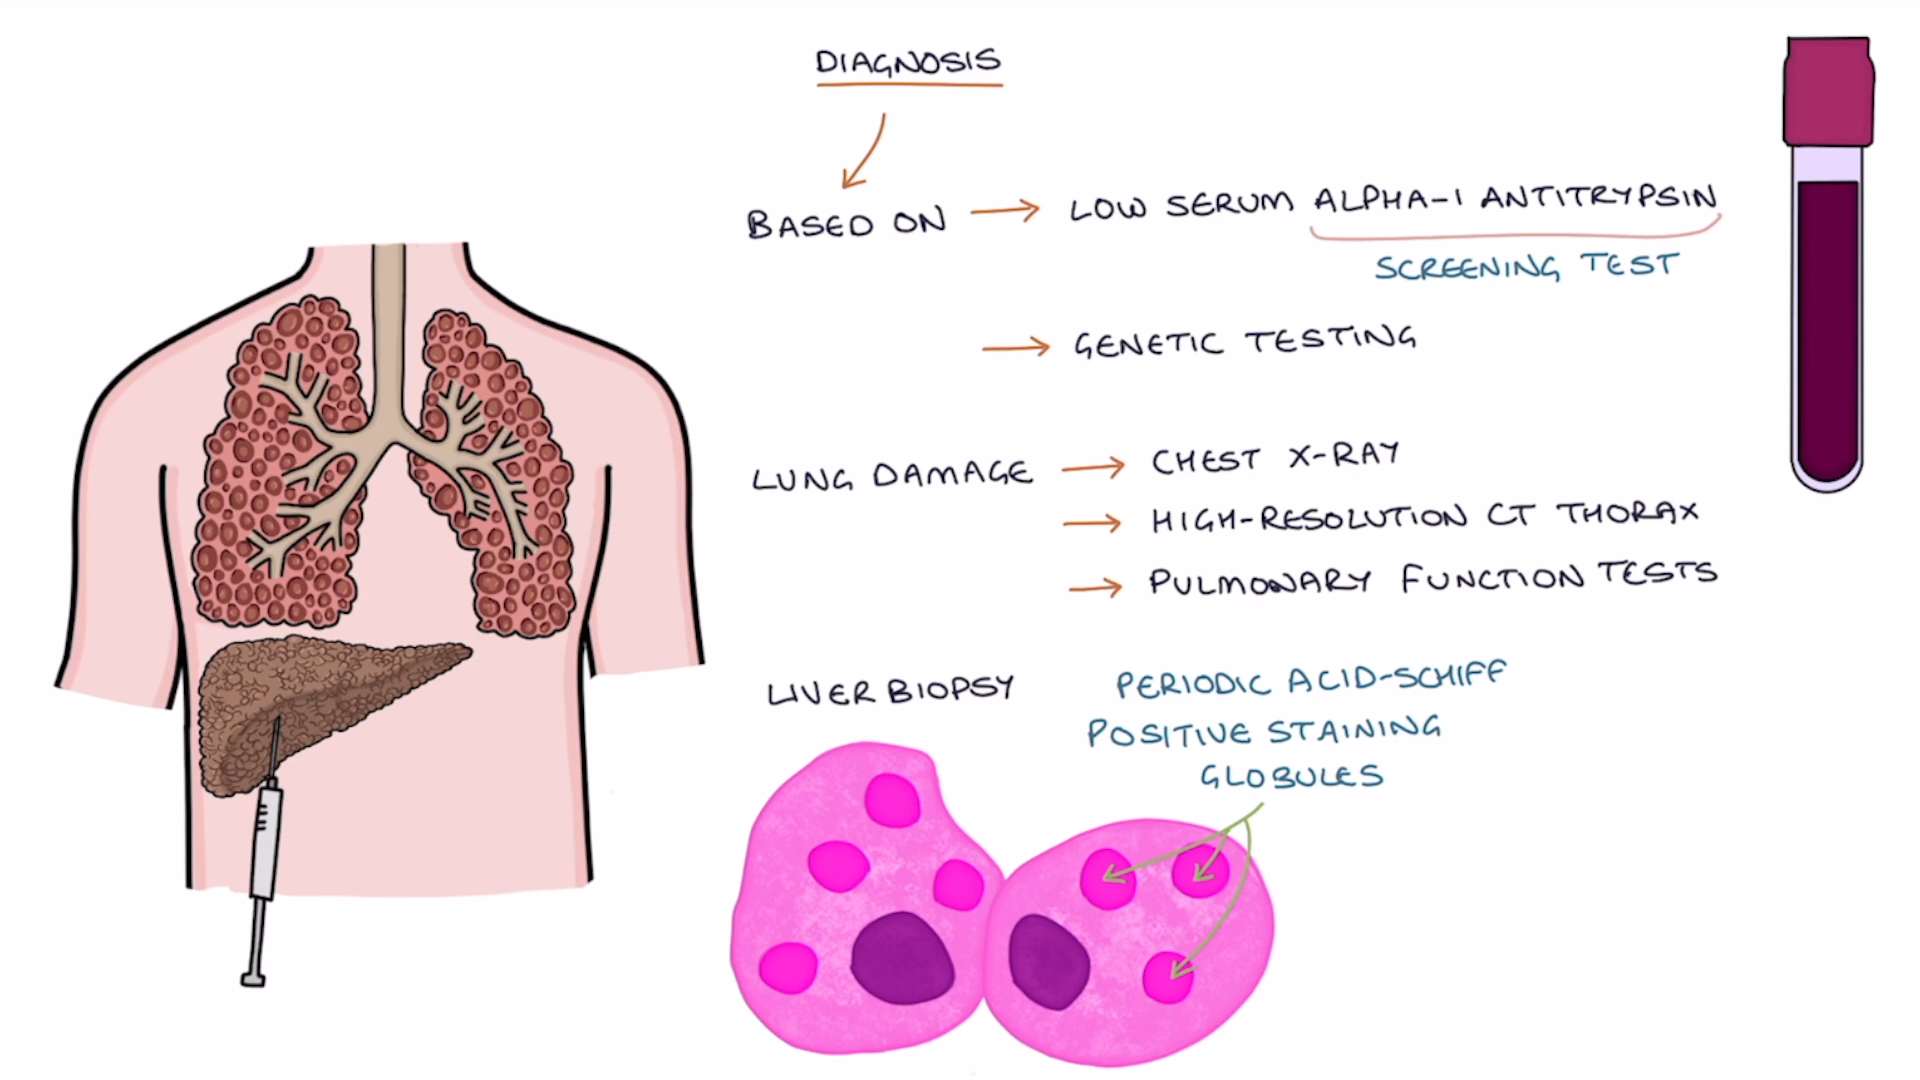 DIAGNOSIS
BASED ON → LOW SERUM ALPHA-1 ANTITRYPSIN
SCREENING TEST
→ GENETIC TESTING
LUNG DAMAGE → CHEST X-RAY
→ HIGH-RESOLUTION CT THORAX
→ PULMONARY FUNCTION TESTS
LIVER BIOPSY
PERIODIC ACID-SCHIFF
POSITIVE STAINING
GLOBULES